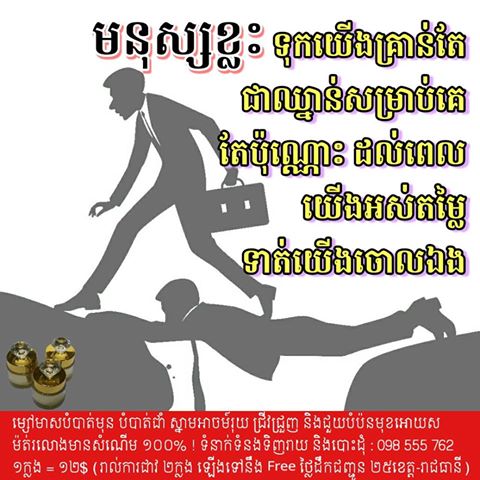 មនុស្សខ្លះ ទុកយើងគ្រាន់តែ
ជាឈ្នាន់សម្រាប់គេ
តែប៉ុណ្ណោះ ដល់ពេល
យើងអស់តម្លៃ
ទាត់យើងចោលឯង
ម្សៅមាសបំបាត់មុន បំបាត់ជាំ ស្នាមអាចម៍រុយ ជ្រីវជ្រួញ និងជួយបំប៉នមុខអោយស
ម៉ត់រលោងមានសំណើម ១០០% ! ទំនាក់ទំនងទិញរាយ និងបោះដុំ : 098 555 762
១ក្លុង = ១២$ ( រាល់ការជាវ ២ក្លុង ឡើងទៅនឹង Free ថ្លៃដឹកជញ្ជូន ២៥ខេត្ត-រាជធានី )